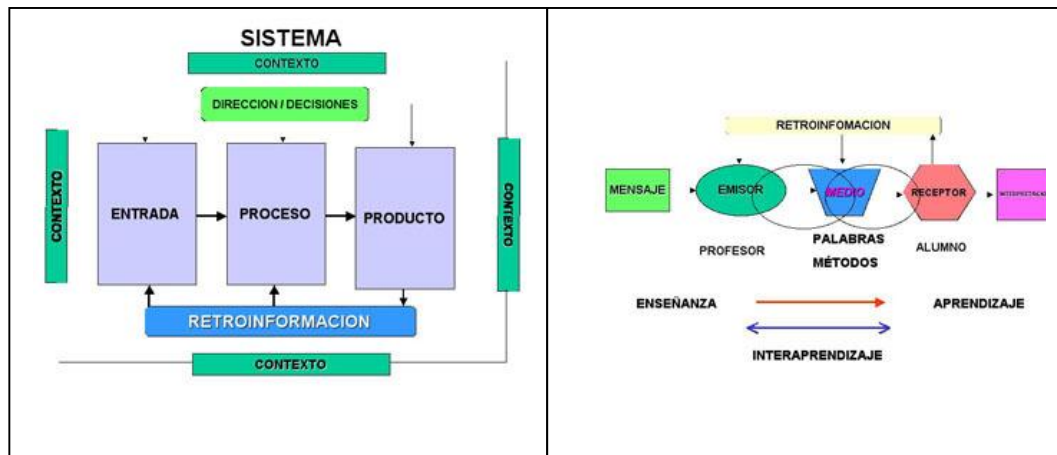 SISTEMA
CONTEXTO
DIRECCION / DECISIONES
CONTEXTO
ENTRADA
PROCESO
PRODUCTO
CONTEXTO
RETROINFORMACION
CONTEXTO
RETROINFOMACION
MENSAJE
EMISOR
MEDIO
RECEPTOR
PROFESOR
PALABRAS
MÉTODOS
ALUMNO
ENSEÑANZA
APRENDIZAJE
INTERAPRENDIZAJE